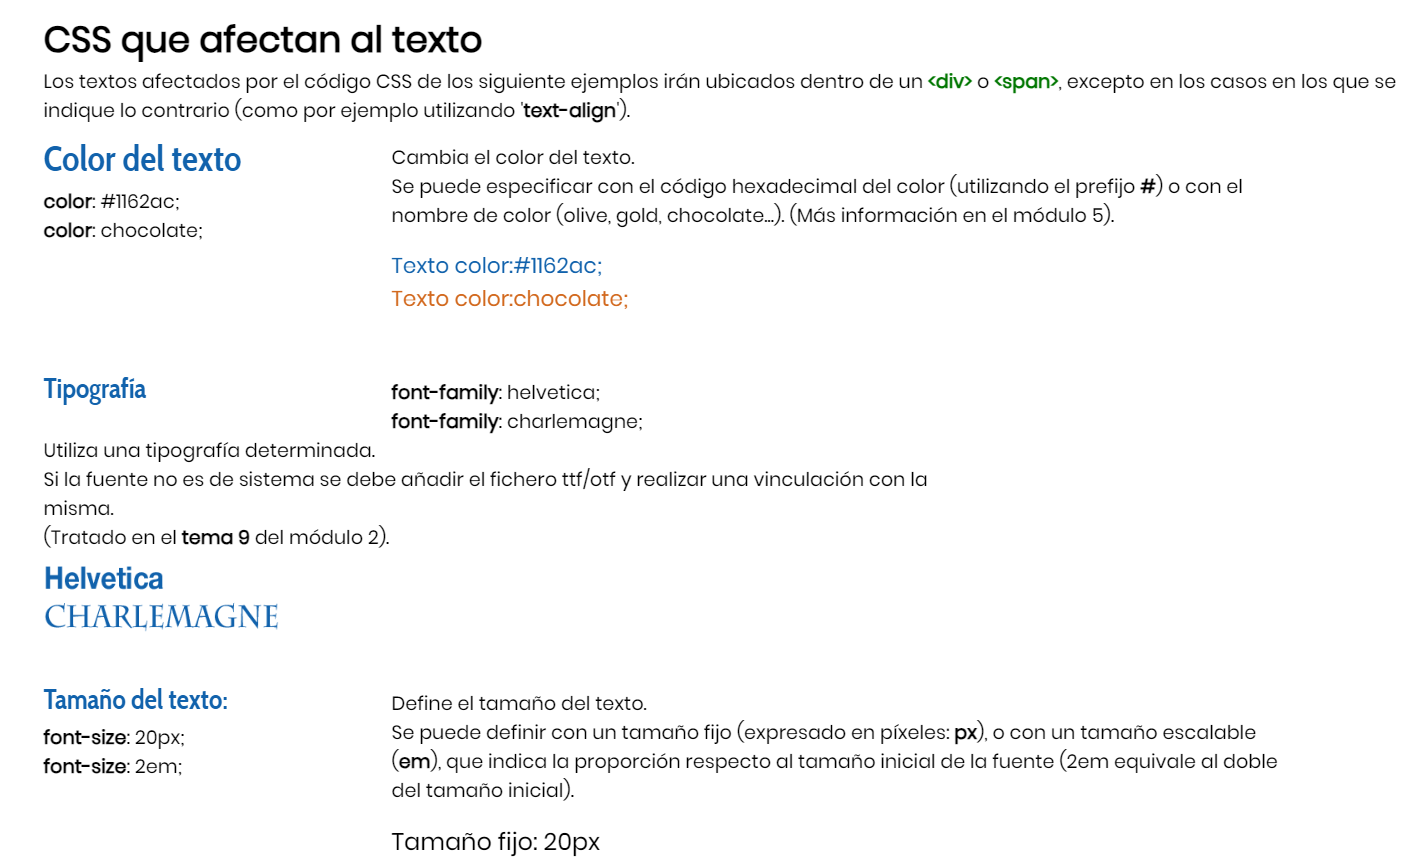 CSS que afectan al texto
Los textos afectados por el código CSS de los siguiente ejemplos irán ubicados dentro de un <div> o <span>, excepto en los casos en los que se
indique lo contrario (como por ejemplo utilizando 'text-align').
Color del texto
color: #1162ac;
color: chocolate;
Cambia el color del texto.
Se puede especificar con el código hexadecimal del color (utilizando el prefijo #) o con el
nombre de color (olive, gold, chocolate...). (Más información en el módulo 5).
Texto color:#1162ac;
Texto color:chocolate;
Tipografía
font-family: helvetica;
font-family: charlemagne;
Utiliza una tipografía determinada.
Si la fuente no es de sistema se debe añadir el fichero ttf/otf y realizar una vinculación con la
misma.
(Tratado en el tema 9 del módulo 2).
Helvetica
CHARLEMAGNE
Tamaño del texto:
font-size: 20px;
font-size: 2em;
Define el tamaño del texto.
Se puede definir con un tamaño fijo (expresado en píxeles: px), o con un tamaño escalable
(em), que indica la proporción respecto al tamaño inicial de la fuente (2em equivale al doble
del tamaño inicial).
Tamaño fijo: 20px